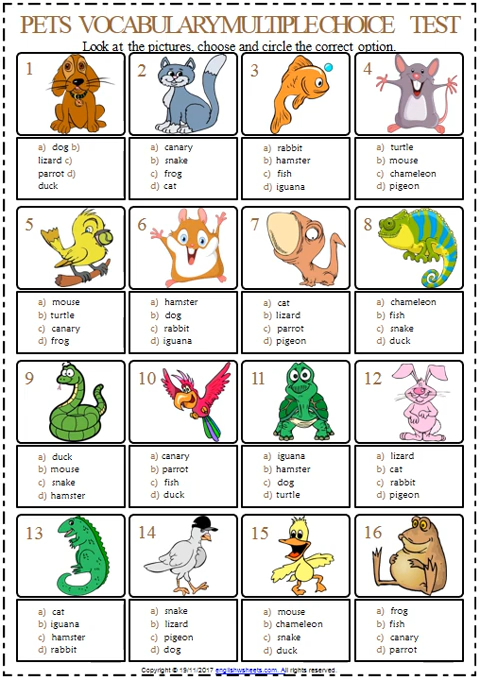 PETS VOCABULARY MULTIPLE CHOICE TEST
Look at the pictures, choose and circle the correct option.
1
2
3
4
a) dog b)
lizard c)
parrot d)
duck
a) canary
b) snake
c) frog
d) cat
a) rabbit
b) hamster
c) fish
d) iguana
a) turtle
b) mouse
c) chameleon
d) pigeon
5
6
7
8
a) mouse
b) turtle
c) canary
d) frog
a) hamster
b) dog
c) rabbit
d) iguana
a) cat
b) lizard
c) parrot
d) pigeon
a) chameleon
b) fish
c) snake
d) duck
9
10
11
12
a) duck
b) mouse
c) snake
d) hamster
a) canary
b) parrot
c) fish
d) duck
a) iguana
b) hamster
c) dog
d) turtle
a) lizard
b) cat
c) rabbit
d) pigeon
13
14
15
16
a) cat
b) iguana
c) hamster
d) rabbit
a) snake
b) lizard
c) pigeon
d) dog
a) mouse
b) chameleon
c) snake
d) duck
a) frog
b) fish
c) canary
d) parrot
Copyright © 19/11/2017 englishwsheets.com. All rights reserved.